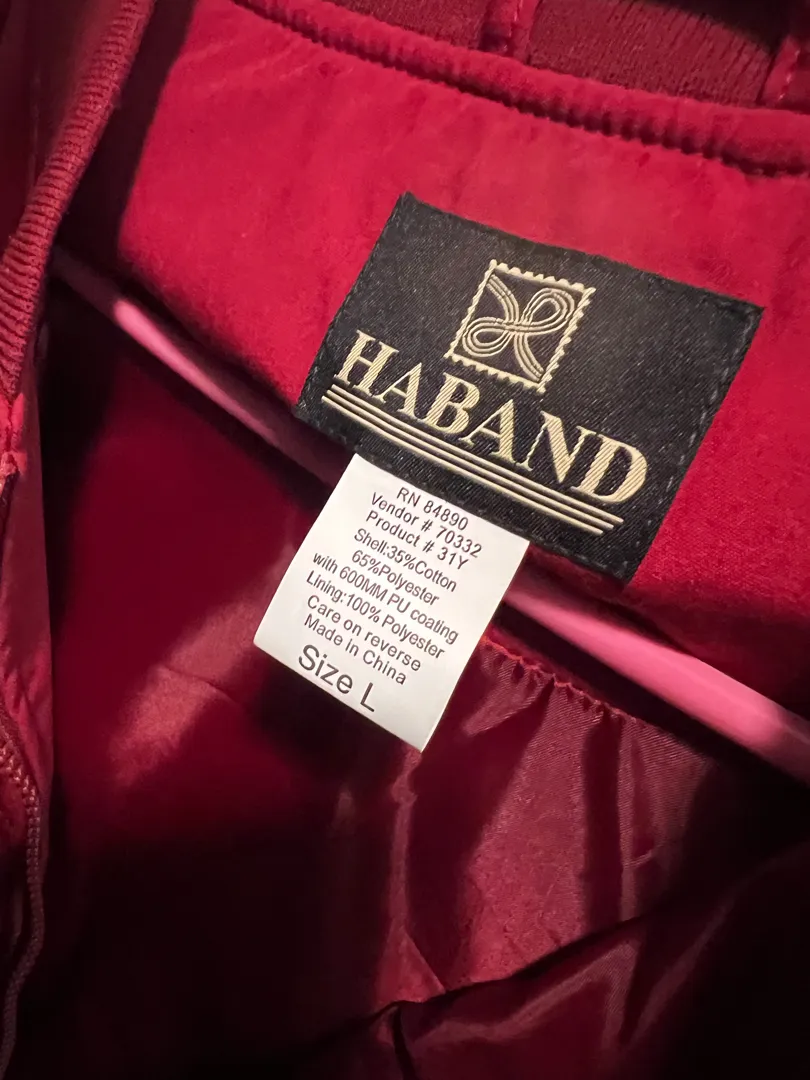 HABAND
RN 84890
Vendor # 70332
Product # 31Y
Shell:35%Cotton
65%Polyester
with 600MM PU coating
Lining:100% Polyester
Care on reverse
Made in China
Size L